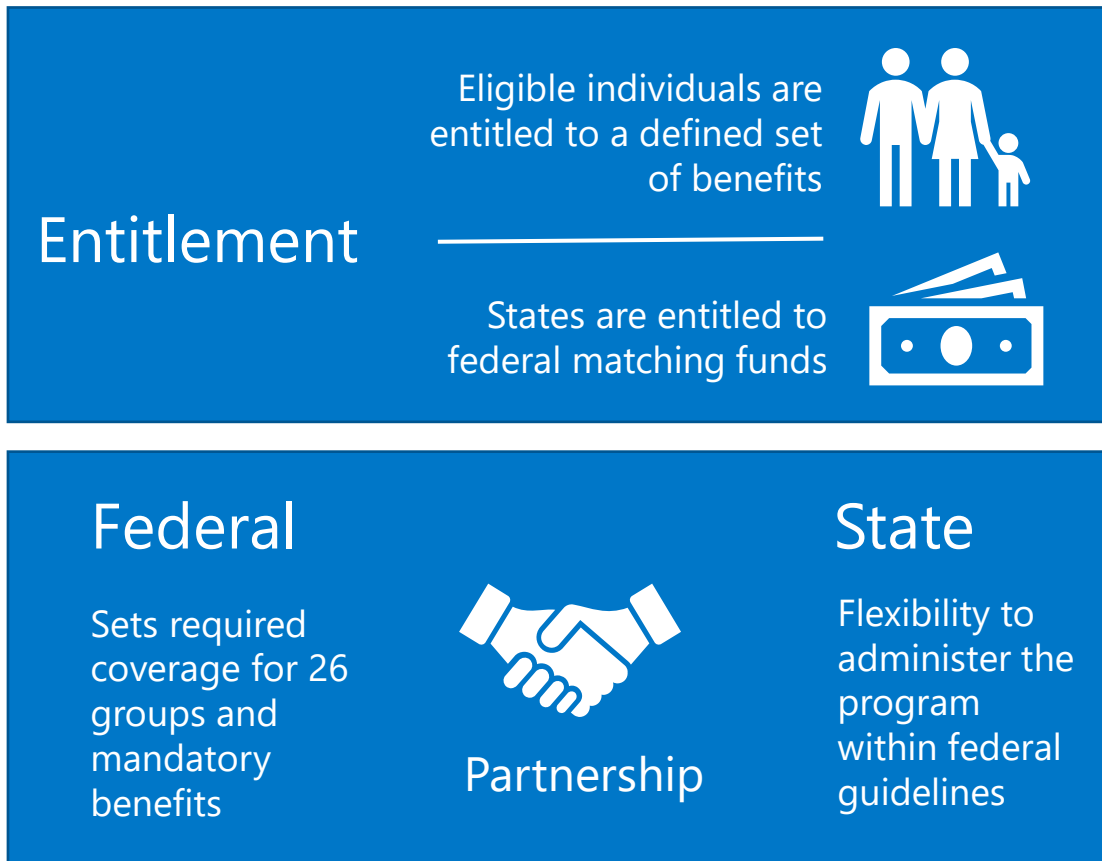 Entitlement
Eligible individuals are
entitled to a defined set
of benefits
States are entitled to
federal matching funds
Federal
Sets required
coverage for 26
groups and
mandatory
benefits
Partnership
State
Flexibility to
administer the
program
within federal
guidelines